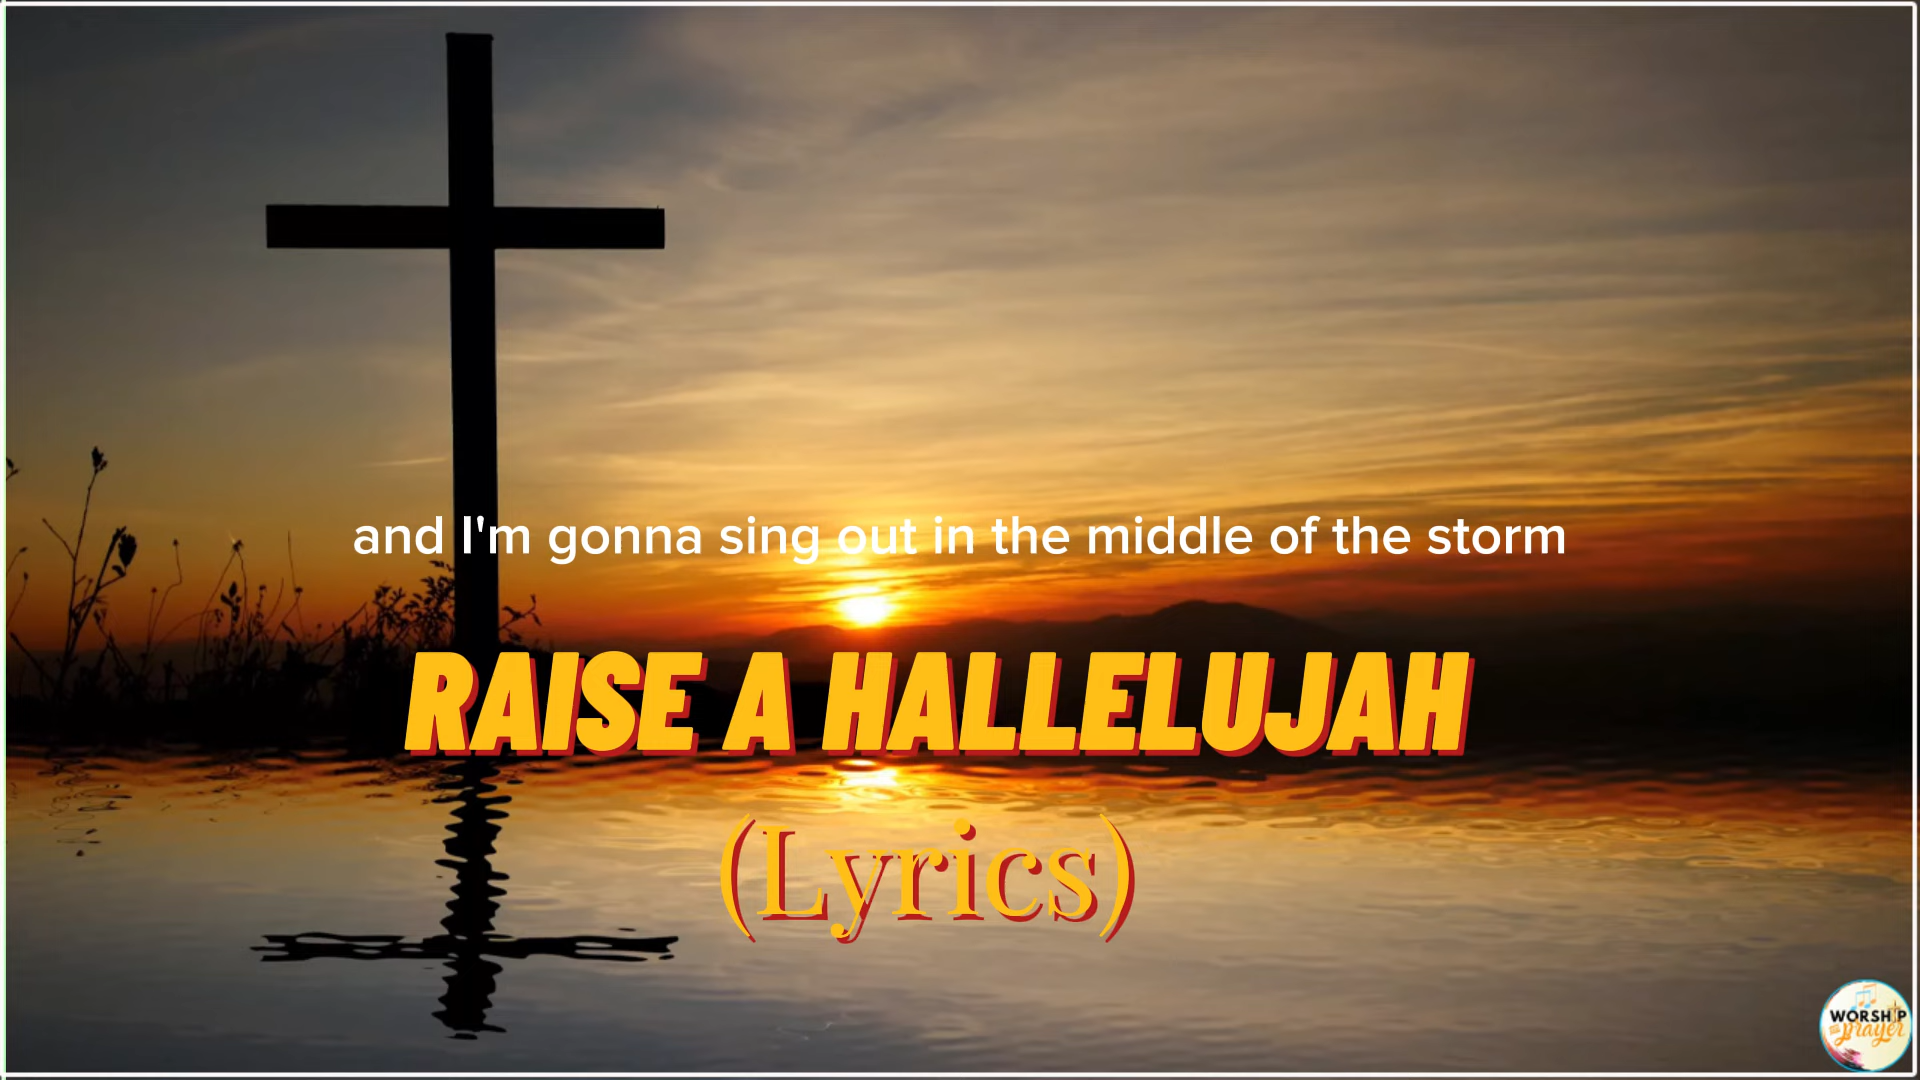 and I'm gonna sing out in the middle of the storm
RAISE A HALLELUJAH
(Lyrics)
WORSHIP
prayer